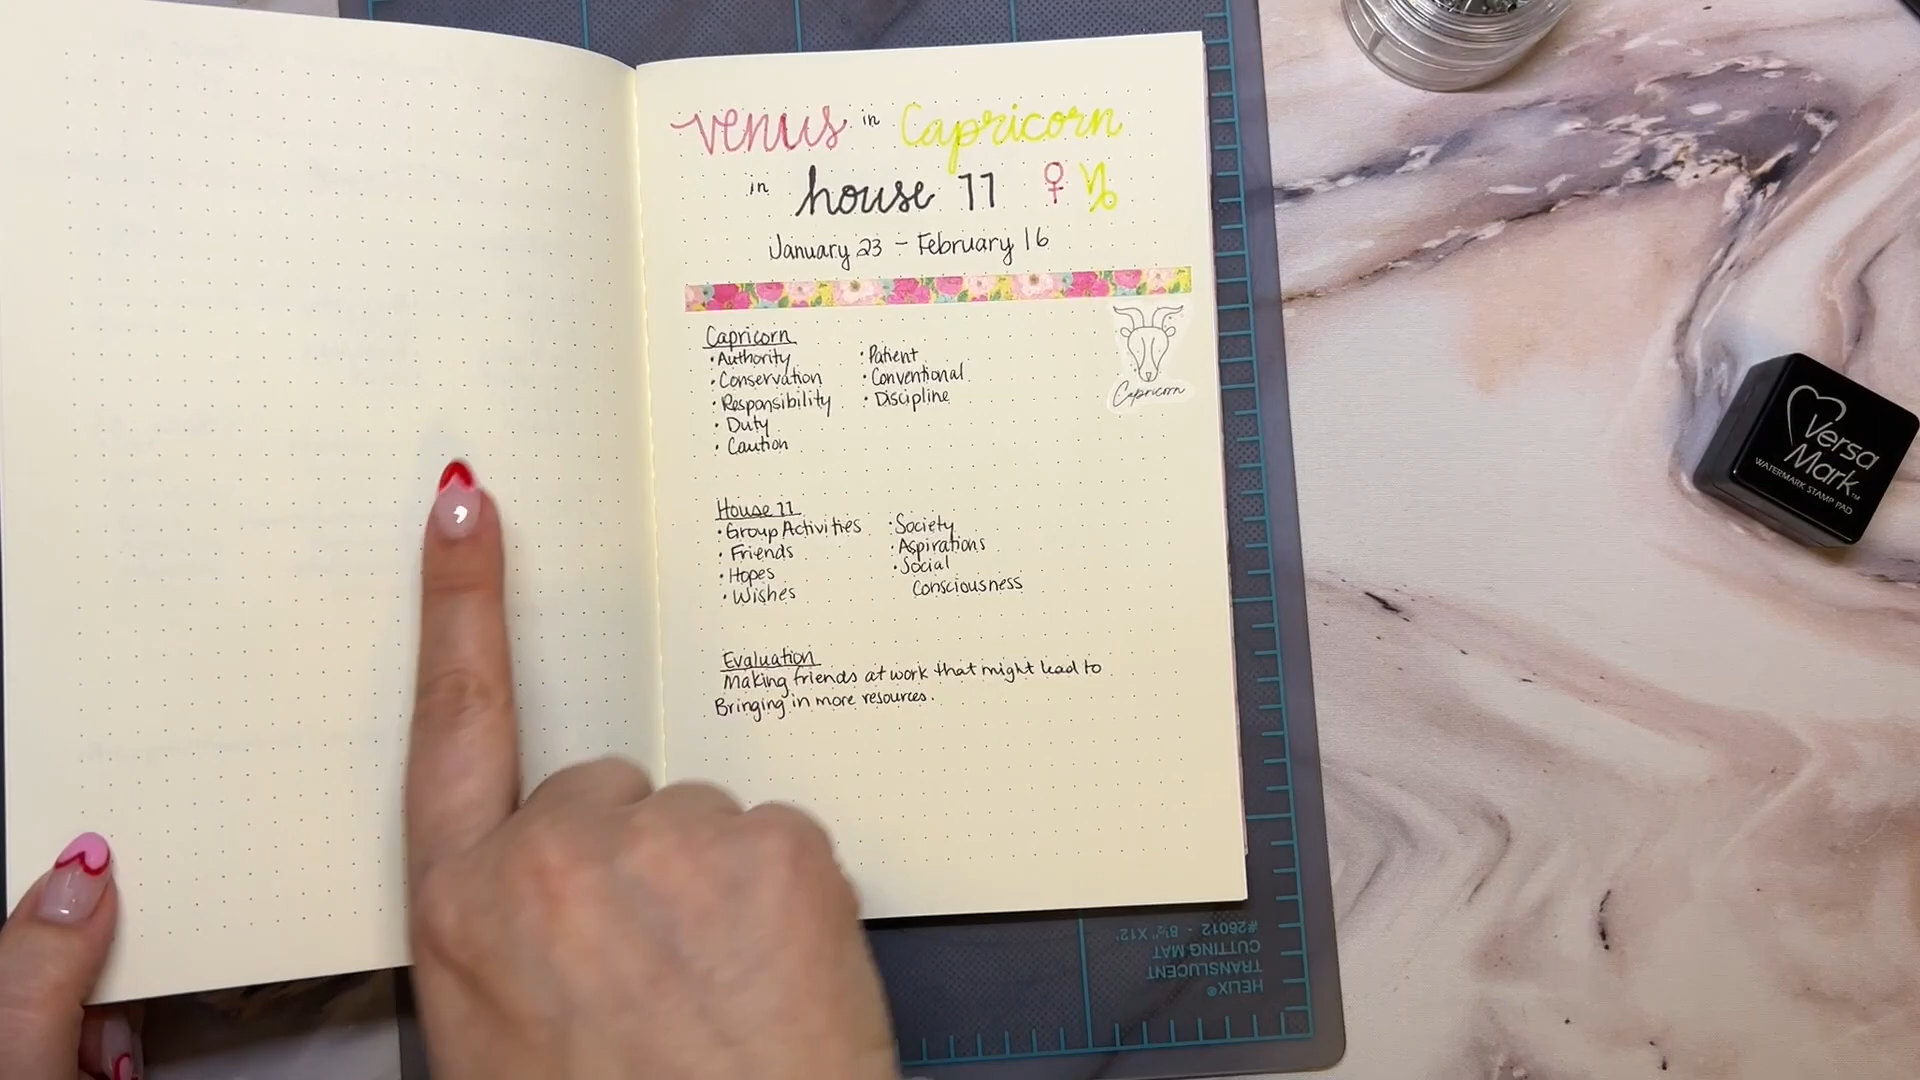 Venus in Capricorn
in house 11 ♀ ♑
January 23 - February 16
Capricorn
Capricorn
• Authority
• Conservation
• Responsibility
• Duty
• Caution
• Patient
• Conventional
• Discipline
House 11
• Group Activities
• Friends
• Hopes
• Wishes
• Society
• Aspirations
• Social
Consciousness
Evaluation
Making friends at work that might lead to
Bringing in more resources.
Versa
Mark™
WATERMARK STAMP PAD
HELIX®
TRANSLUCENT
CUTTING MAT
#26012 - 8½" X12"